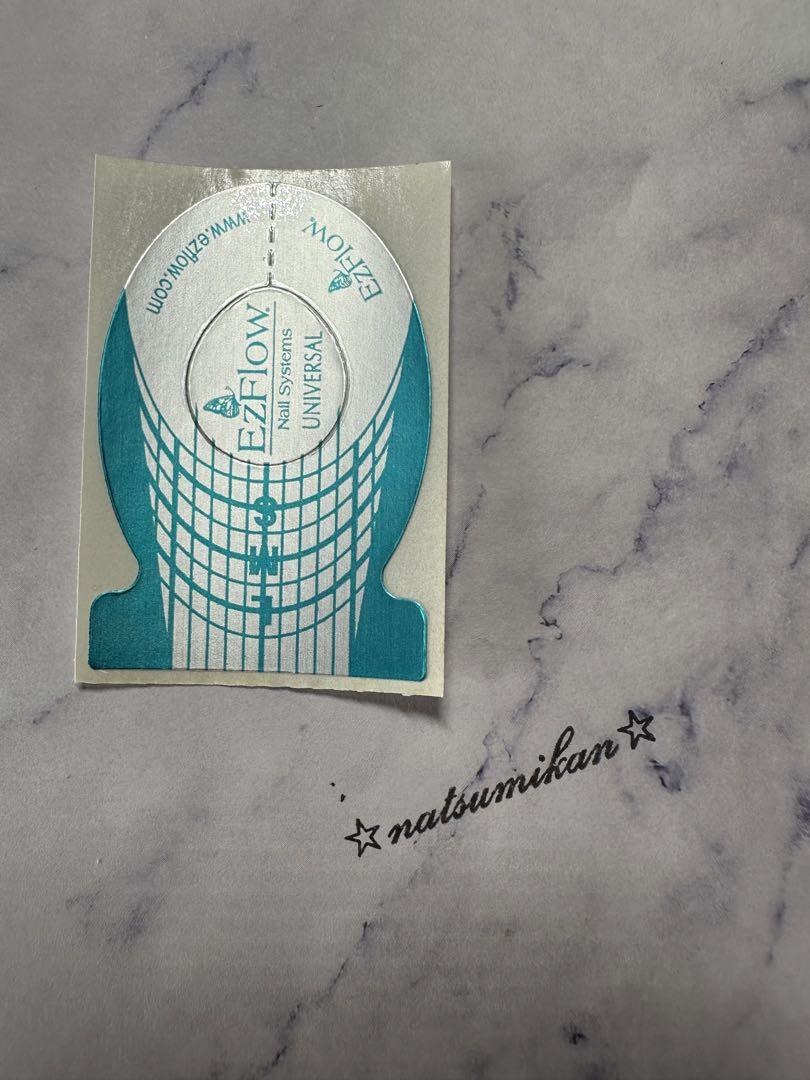 www.ezflow.com
EZFLOW
EZFLOW®
Nail Systems
UNIVERSAL
C
M
L
☆natsumikan☆